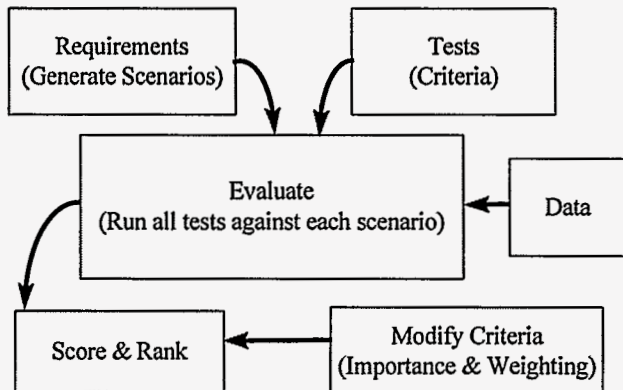 Requirements
(Generate Scenarios)
Tests
(Criteria)
Evaluate
(Run all tests against each scenario)
Data
Score & Rank
Modify Criteria
(Importance & Weighting)